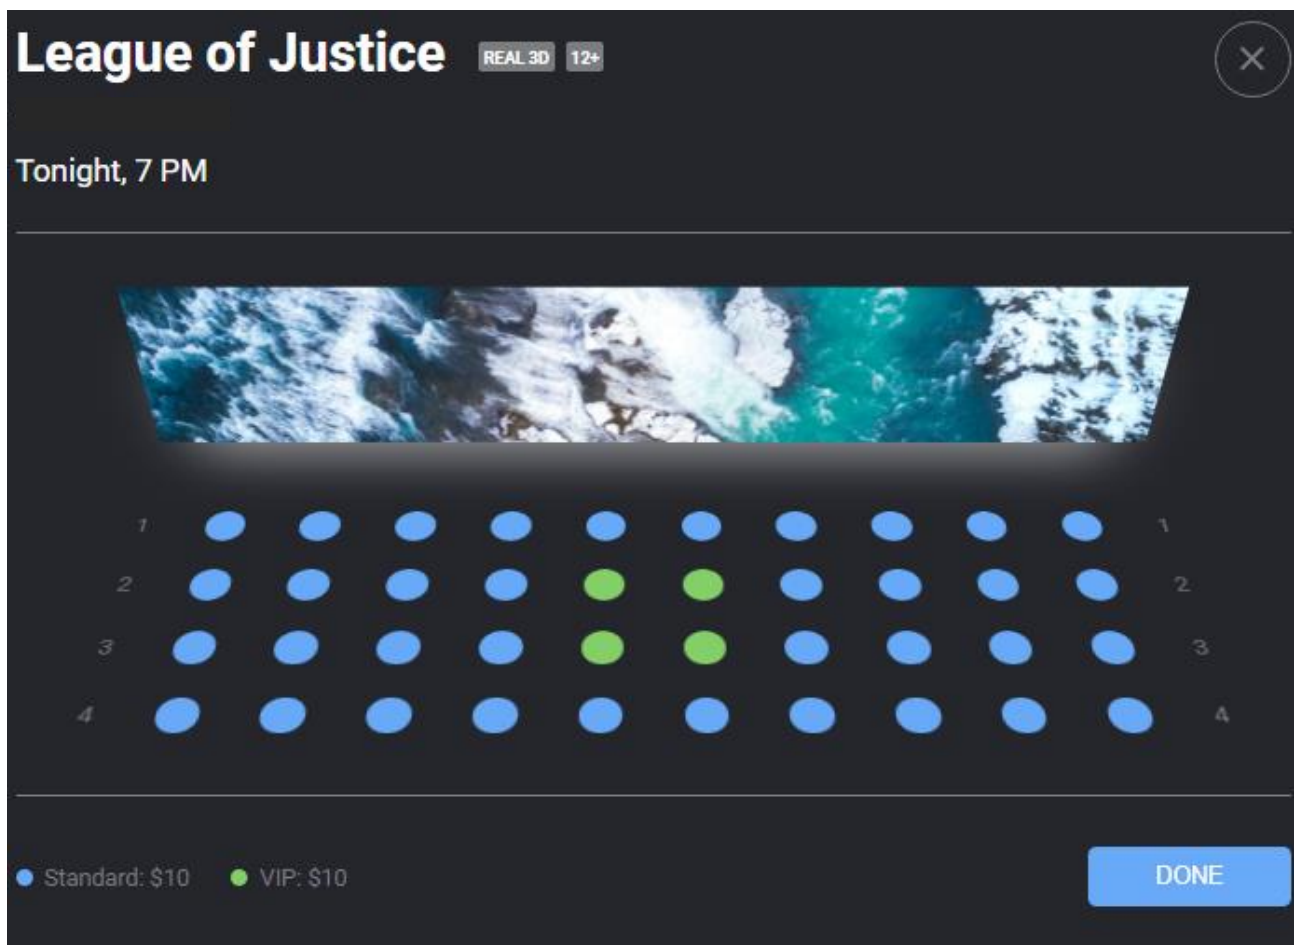 League of Justice REAL 3D 12+
Tonight, 7 PM
1 1
2 2
3 3
4 4
Standard: $10 VIP: $10 DONE